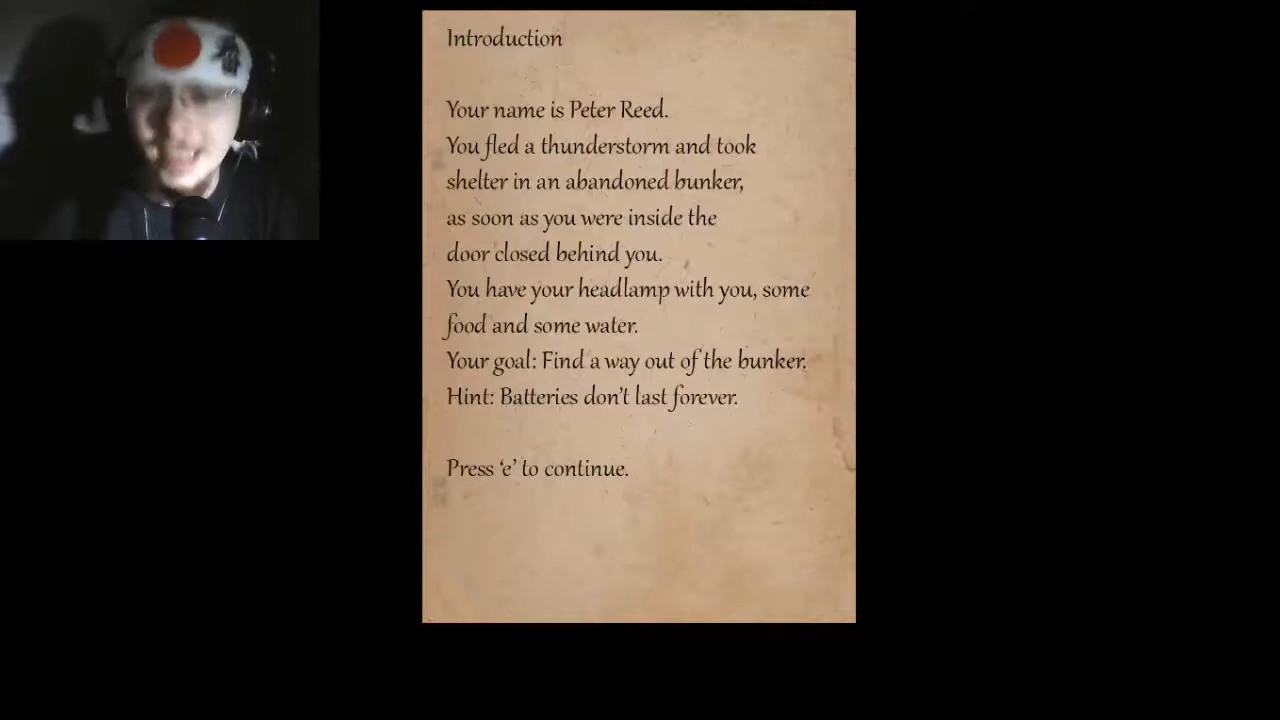 Introduction
Your name is Peter Reed.
You fled a thunderstorm and took
shelter in an abandoned bunker,
as soon as you were inside the
door closed behind you.
You have your headlamp with you, some
food and some water.
Your goal: Find a way out of the bunker.
Hint: Batteries don't last forever.
Press ‘e’ to continue.